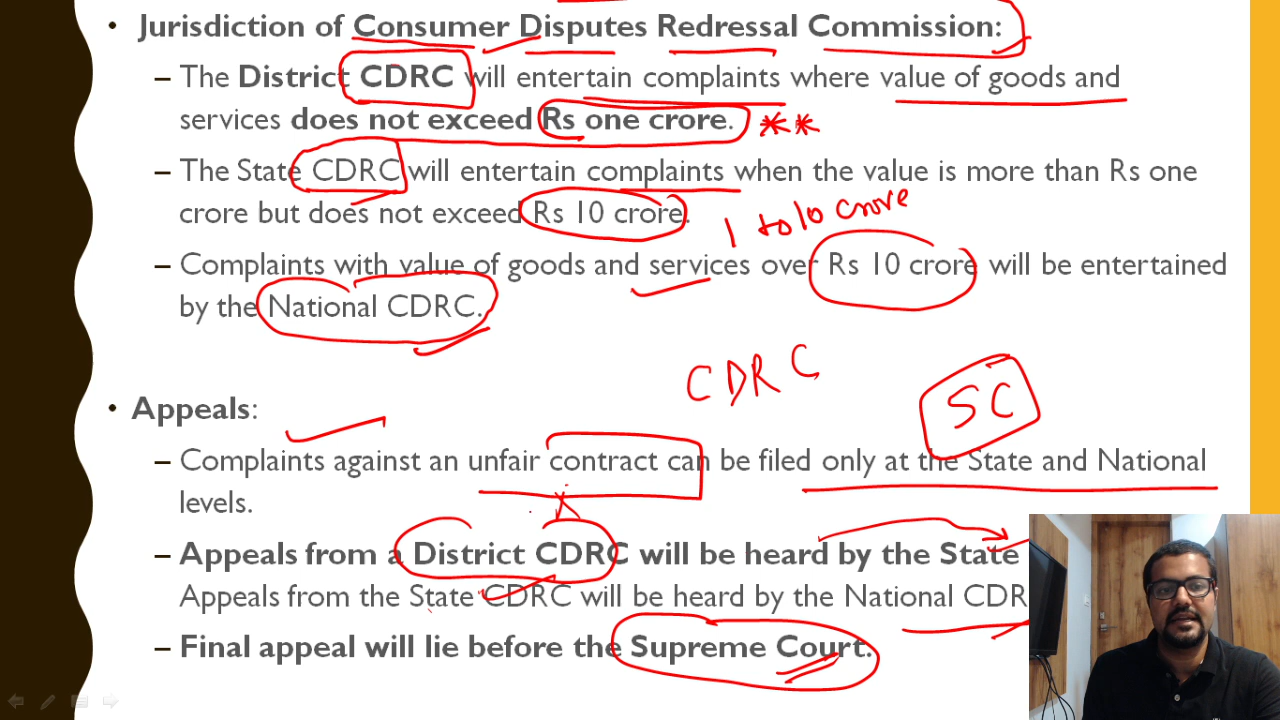 • Jurisdiction of Consumer Disputes Redressal Commission:
– The District CDRC will entertain complaints where value of goods and
services does not exceed Rs one crore. **
– The State CDRC will entertain complaints when the value is more than Rs one
crore but does not exceed Rs 10 crore.
1 to 10 crore
– Complaints with value of goods and services over Rs 10 crore will be entertained
by the National CDRC.
CDRC
SC
• Appeals:
– Complaints against an unfair contract can be filed only at the State and National
levels.
– Appeals from a District CDRC will be heard by the State
Appeals from the State CDRC will be heard by the National CDR
– Final appeal will lie before the Supreme Court.